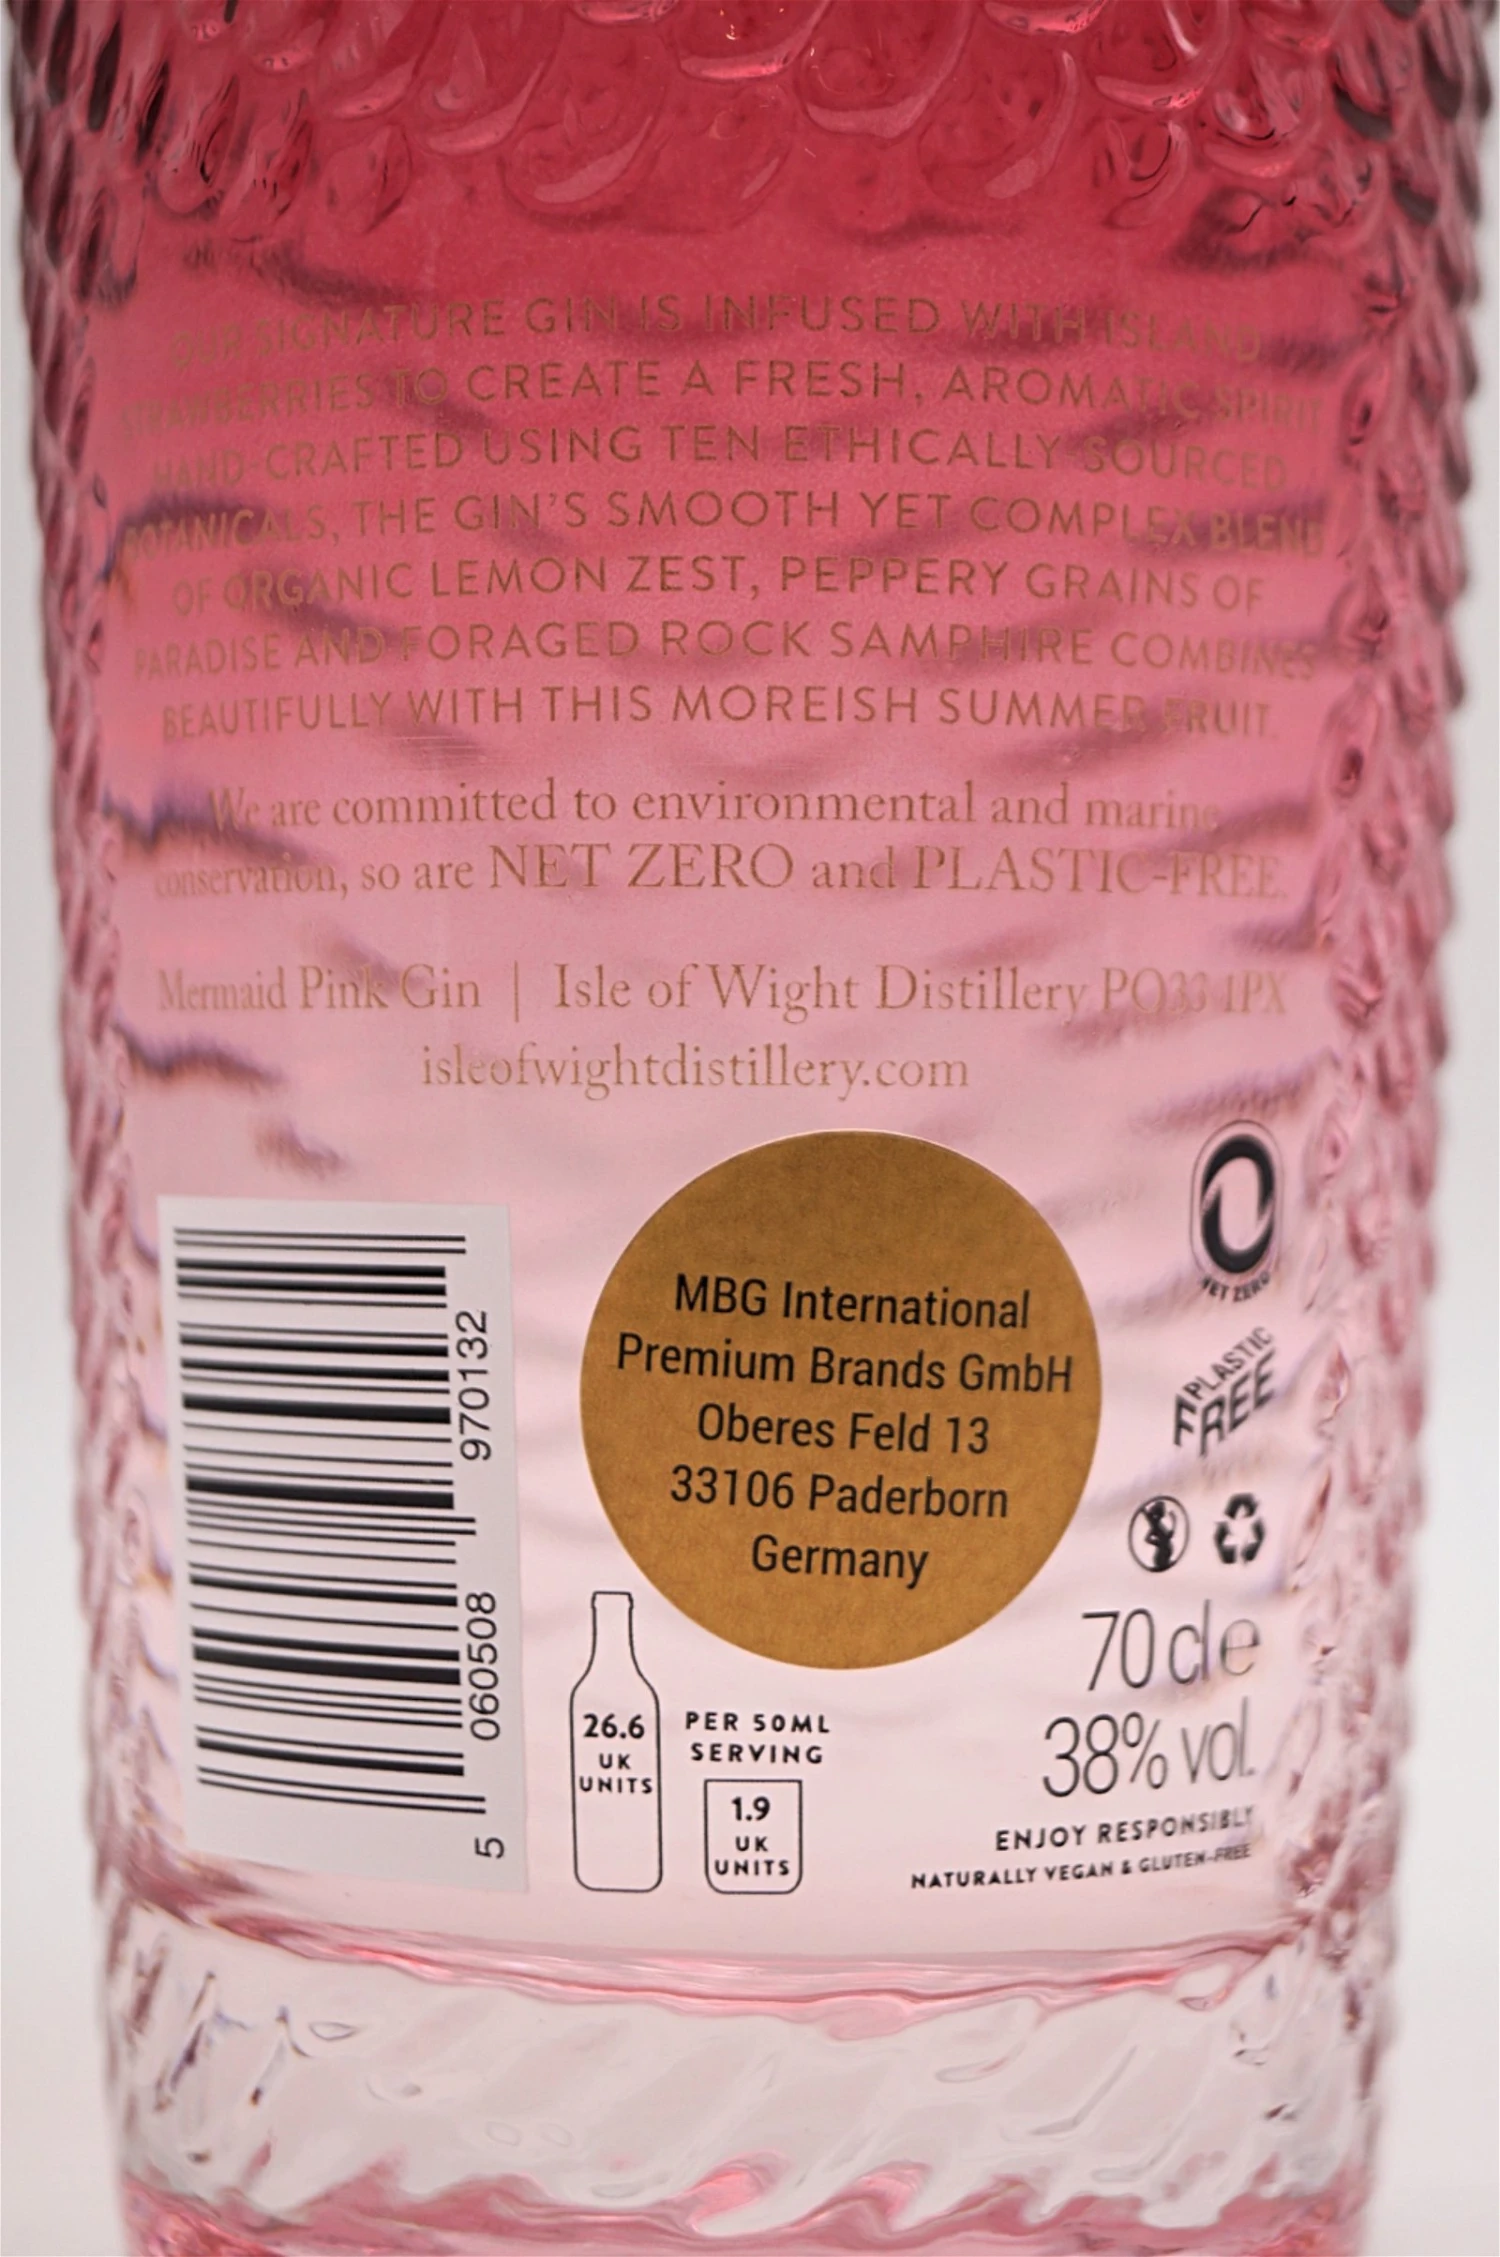 OUR SIGNATURE GIN IS INFUSED WITH ISLAND
STRAWBERRIES TO CREATE A FRESH, AROMATIC SPIRIT
HAND-CRAFTED USING TEN ETHICALLY-SOURCED
BOTANICALS, THE GIN'S SMOOTH YET COMPLEX BLEND
OF ORGANIC LEMON ZEST, PEPPERY GRAINS OF
PARADISE AND FORAGED ROCK SAMPHIRE COMBINES
BEAUTIFULLY WITH THIS MOREISH SUMMER FRUIT.
We are committed to environmental and marine
conservation, so are NET ZERO and PLASTIC-FREE.
Mermaid Pink Gin | Isle of Wight Distillery PO33 1PX
isleofwightdistillery.com
NET ZERO
PLASTIC
FREE
MBG International
Premium Brands GmbH
Oberes Feld 13
33106 Paderborn
Germany
5 060508 970132
26.6
UK
UNITS
PER 50ML
SERVING
1.9
UK
UNITS
70 cl e
38% vol.
ENJOY RESPONSIBLY
NATURALLY VEGAN & GLUTEN-FREE